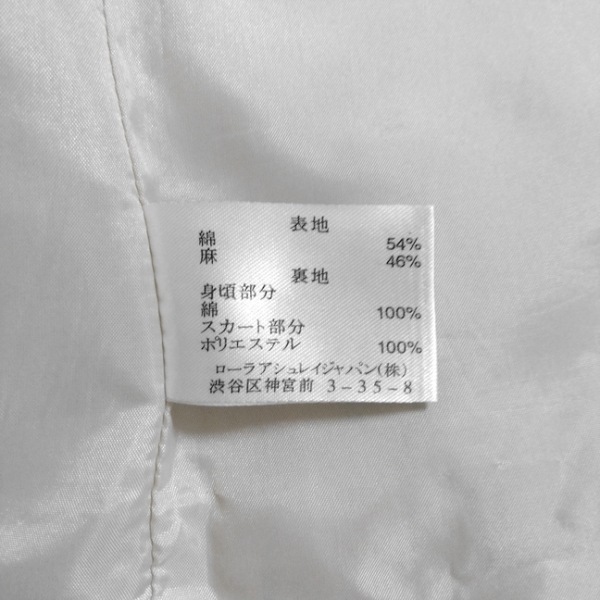 表地
綿 54%
麻 46%
裏地
身頃部分
綿 100%
スカート部分
ポリエステル 100%
ローラアシュレイジャパン(株)
渋谷区神宮前 3-35-8